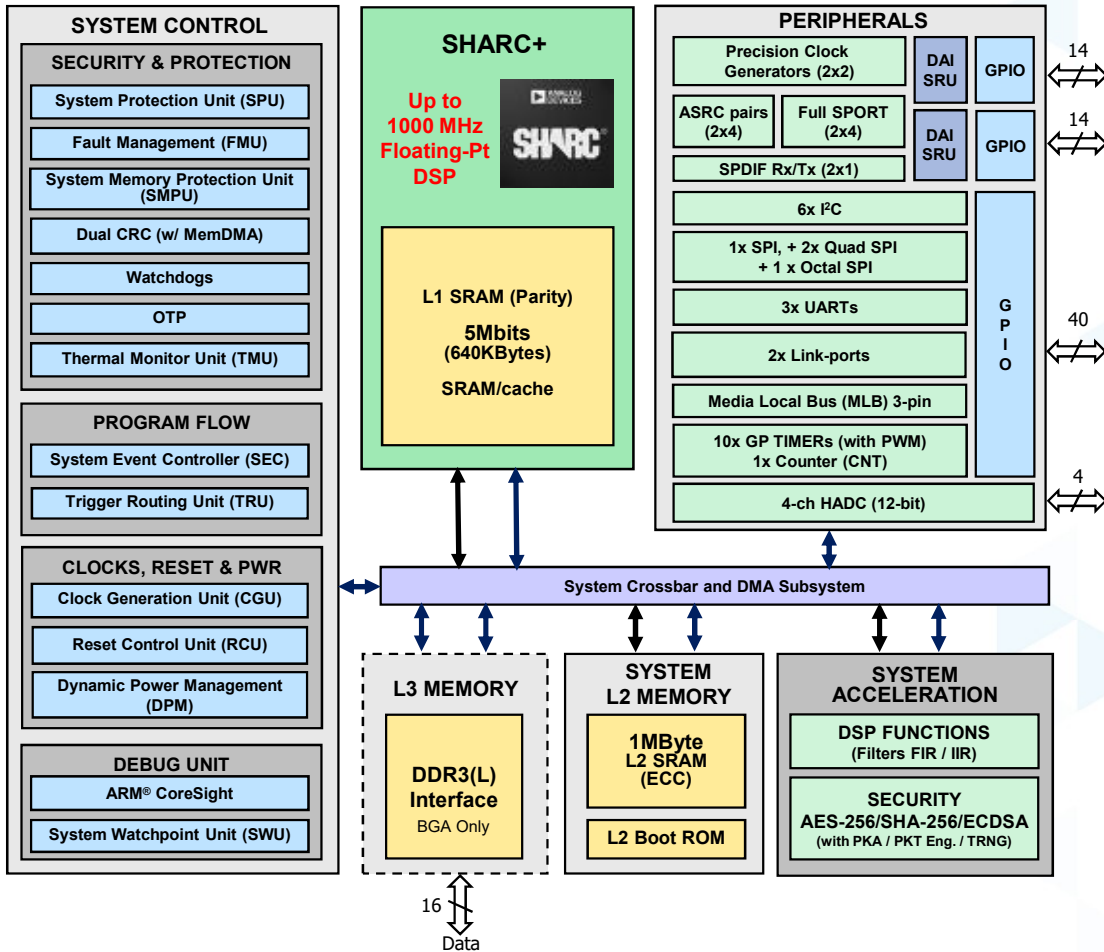 SYSTEM CONTROL
SECURITY & PROTECTION
System Protection Unit (SPU)
Fault Management (FMU)
System Memory Protection Unit
(SMPU)
Dual CRC (w/ MemDMA)
Watchdogs
OTP
Thermal Monitor Unit (TMU)
PROGRAM FLOW
System Event Controller (SEC)
Trigger Routing Unit (TRU)
CLOCKS, RESET & PWR
Clock Generation Unit (CGU)
Reset Control Unit (RCU)
Dynamic Power Management
(DPM)
DEBUG UNIT
ARM® CoreSight
System Watchpoint Unit (SWU)
SHARC+
Up to
1000 MHz
Floating-Pt
DSP
ANALOG
DEVICES
SHARC®
L1 SRAM (Parity)
5Mbits
(640KBytes)
SRAM/cache
PERIPHERALS
Precision Clock
Generators (2x2)
ASRC pairs
(2x4)
Full SPORT
(2x4)
SPDIF Rx/Tx (2x1)
DAI
SRU
GPIO
14
DAI
SRU
GPIO
14
6x I²C
1x SPI, + 2x Quad SPI
+ 1 x Octal SPI
3x UARTs
2x Link-ports
Media Local Bus (MLB) 3-pin
10x GP TIMERs (with PWM)
1x Counter (CNT)
G
P
I
O
40
4-ch HADC (12-bit)
4
System Crossbar and DMA Subsystem
L3 MEMORY
DDR3(L)
Interface
BGA Only
16
Data
SYSTEM
L2 MEMORY
1MByte
L2 SRAM
(ECC)
L2 Boot ROM
SYSTEM
ACCELERATION
DSP FUNCTIONS
(Filters FIR / IIR)
SECURITY
AES-256/SHA-256/ECDSA
(with PKA / PKT Eng. / TRNG)